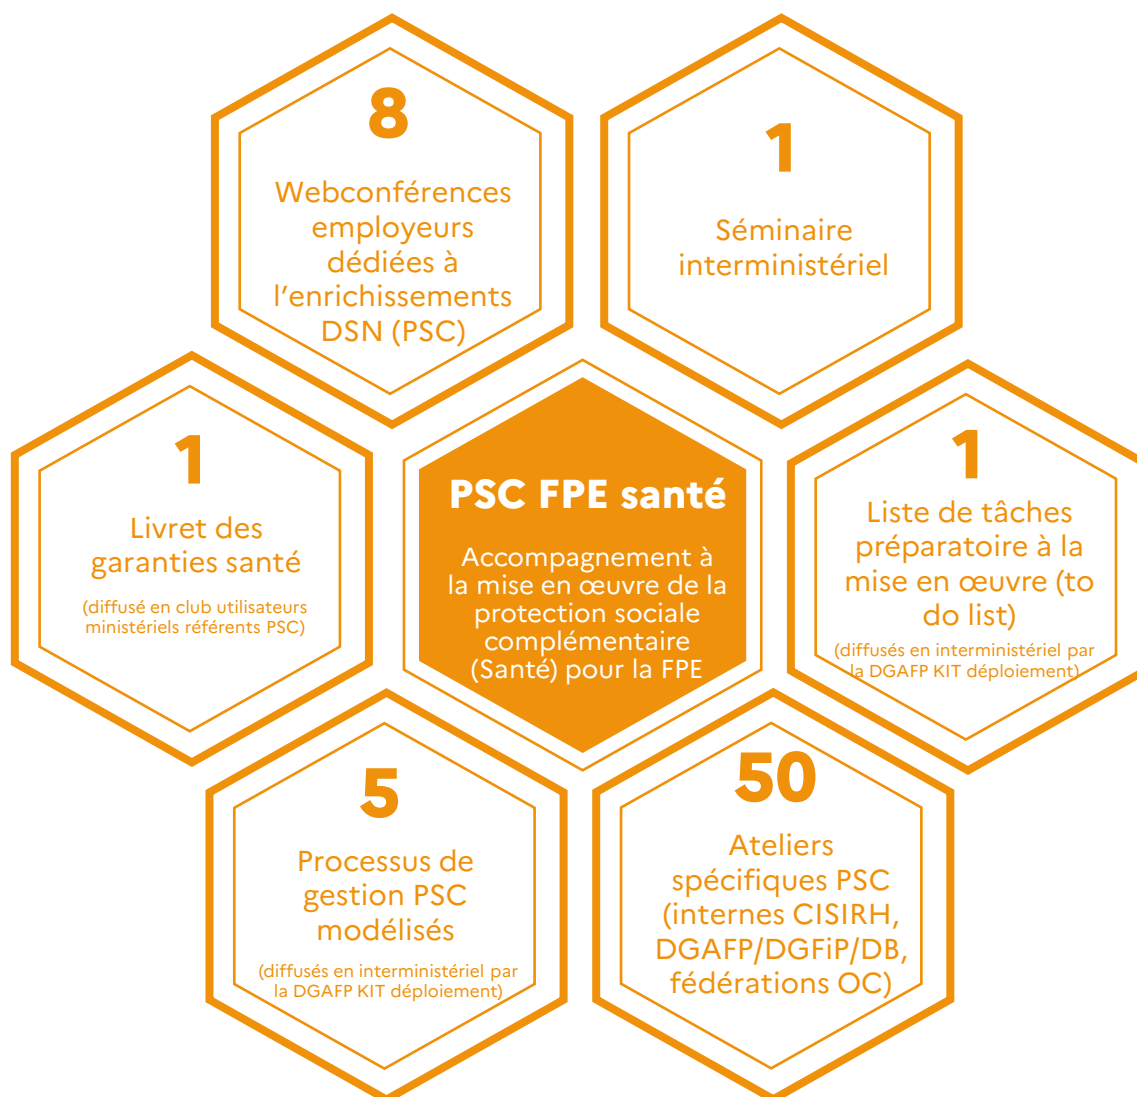 8
Webconférences
employeurs
dédiées à
l’enrichissements
DSN (PSC)
1
Séminaire
interministériel
1
Livret des
garanties santé
(diffusé en club utilisateurs
ministériels référents PSC)
PSC FPE santé
Accompagnement à
la mise en œuvre de la
protection sociale
complémentaire
(Santé) pour la FPE
1
Liste de tâches
préparatoire à la
mise en œuvre (to
do list)
(diffusés en interministériel par
la DGAFP KIT déploiement)
5
Processus de
gestion PSC
modélisés
(diffusés en interministériel par
la DGAFP KIT déploiement)
50
Ateliers
spécifiques PSC
(internes CISIRH,
DGAFP/DGFiP/DB,
fédérations OC)